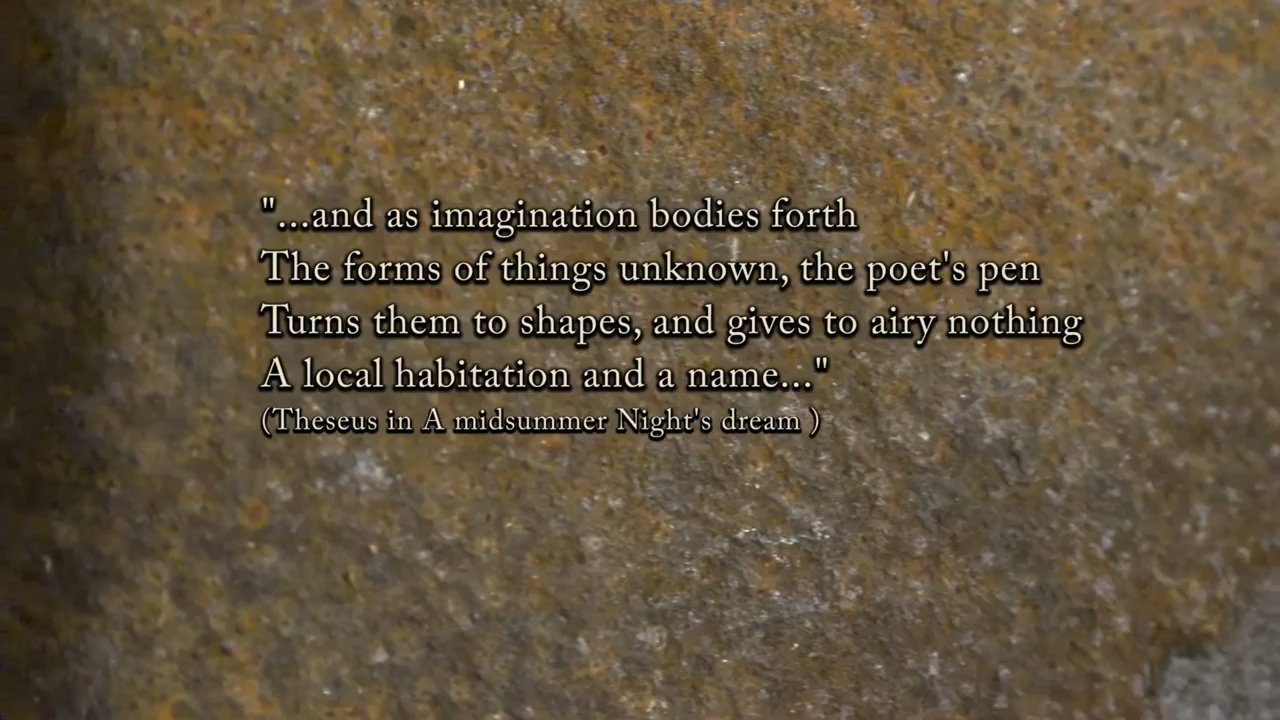 "...and as imagination bodies forth
The forms of things unknown, the poet's pen
Turns them to shapes, and gives to airy nothing
A local habitation and a name..."
(Theseus in A midsummer Night's dream )